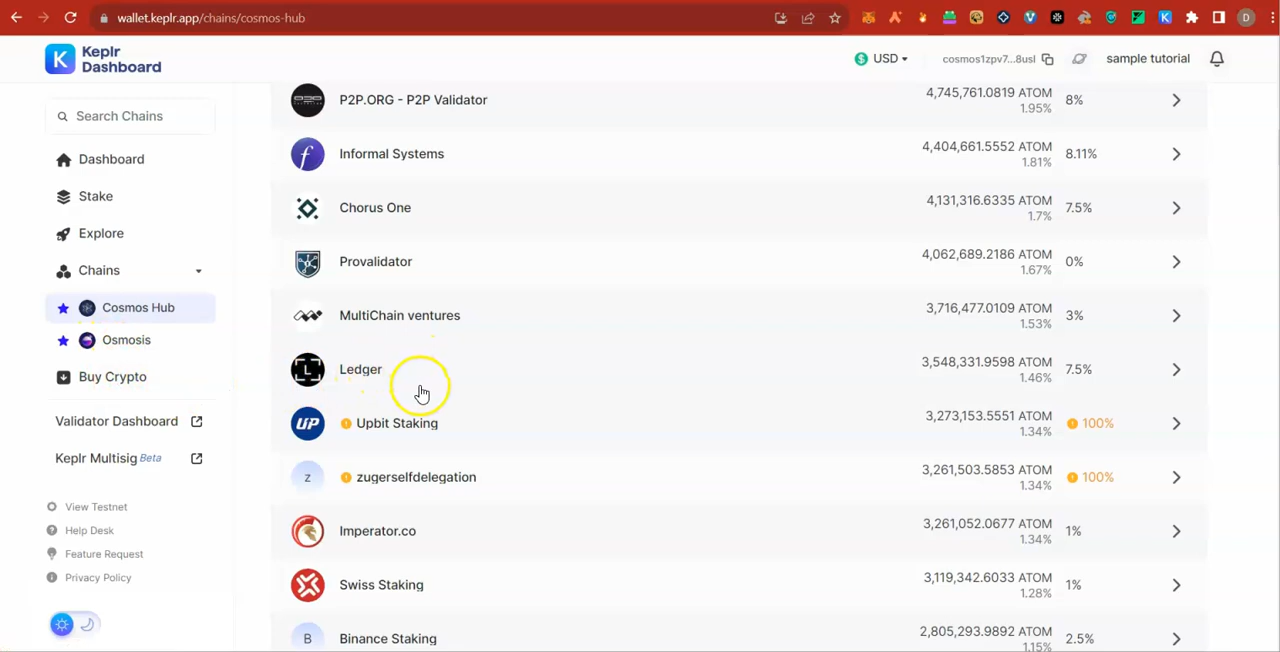 wallet.keplr.app/chains/cosmos-hub
D
K
Keplr
Dashboard
USD
cosmos1zpv7...8usl
sample tutorial
Search Chains
Dashboard
Stake
Explore
Chains
Cosmos Hub
Osmosis
Buy Crypto
Validator Dashboard
Keplr Multisig Beta
View Testnet
Help Desk
Feature Request
Privacy Policy
P2P.ORG - P2P Validator 4,745,761.0819 ATOM 8%
1.95%
Informal Systems 4,404,661.5552 ATOM 8.11%
1.81%
Chorus One 4,131,316.6335 ATOM 7.5%
1.7%
Provalidator 4,062,689.2186 ATOM 0%
1.67%
MultiChain ventures 3,716,477.0109 ATOM 3%
1.53%
L Ledger 3,548,331.9598 ATOM 7.5%
1.46%
UP Upbit Staking 3,273,153.5551 ATOM 100%
1.34%
z zugerselfdelegation 3,261,503.5853 ATOM 100%
1.34%
Imperator.co 3,261,052.0677 ATOM 1%
1.34%
Swiss Staking 3,119,342.6033 ATOM 1%
1.28%
B Binance Staking 2,805,293.9892 ATOM 2.5%
1.15%